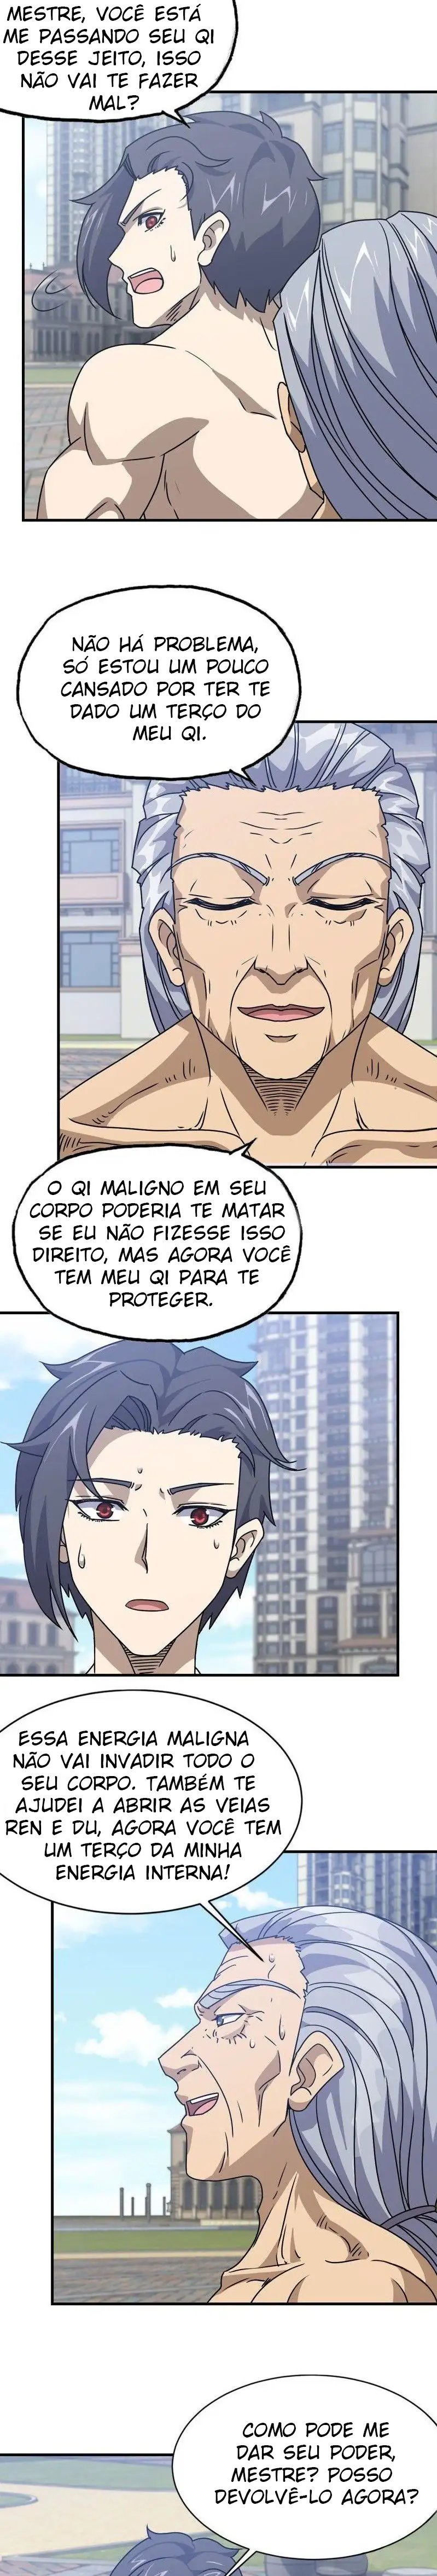 MESTRE, VOCÊ ESTÁ
ME PASSANDO SEU QI
DESSE JEITO, ISSO
NÃO VAI TE FAZER
MAL?
NÃO HÁ PROBLEMA,
SÓ ESTOU UM POUCO
CANSADO POR TER TE
DADO UM TERÇO DO
MEU QI.
O QI MALIGNO EM SEU
CORPO PODERIA TE MATAR
SE EU NÃO FIZESSE ISSO
DIREITO, MAS AGORA VOCÊ
TEM MEU QI PARA TE
PROTEGER.
ESSA ENERGIA MALIGNA
NÃO VAI INVADIR TODO O
SEU CORPO. TAMBÉM TE
AJUDEI A ABRIR AS VEIAS
REN E DU, AGORA VOCÊ TEM
UM TERÇO DA MINHA
ENERGIA INTERNA!
COMO PODE ME
DAR SEU PODER,
MESTRE? POSSO
DEVOLVÊ-LO AGORA?